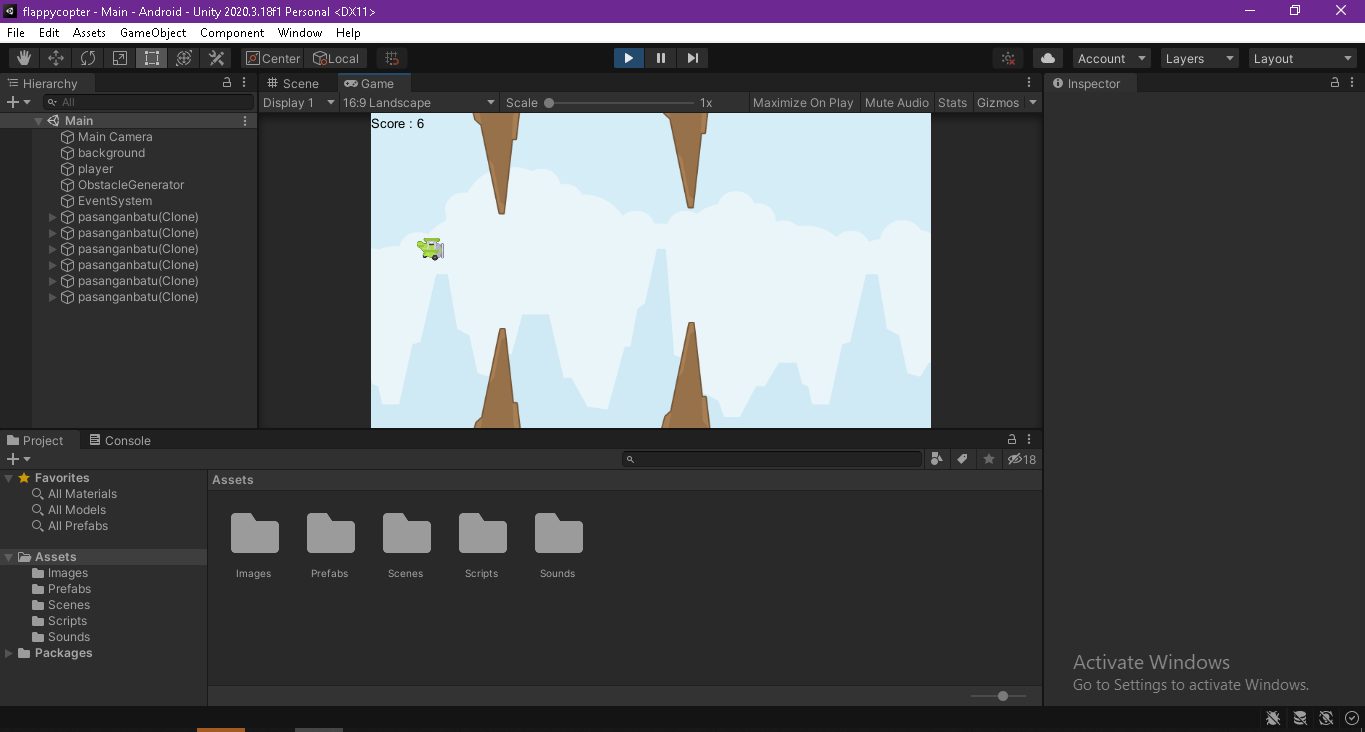 flappycopter - Main - Android - Unity 2020.3.18f1 Personal <DX11>
File Edit Assets GameObject Component Window Help
Center Local Account Layers Layout
Hierarchy
All
Main
Main Camera
background
player
ObstacleGenerator
EventSystem
pasanganbatu(Clone)
pasanganbatu(Clone)
pasanganbatu(Clone)
pasanganbatu(Clone)
pasanganbatu(Clone)
pasanganbatu(Clone)
Scene Game
Display 1 16:9 Landscape Scale 1x Maximize On Play Mute Audio Stats Gizmos
Score : 6
Inspector
Project Console
18
Favorites
All Materials
All Models
All Prefabs
Assets
Images
Prefabs
Scenes
Scripts
Sounds
Packages
Assets
Images Prefabs Scenes Scripts Sounds
Activate Windows
Go to Settings to activate Windows.